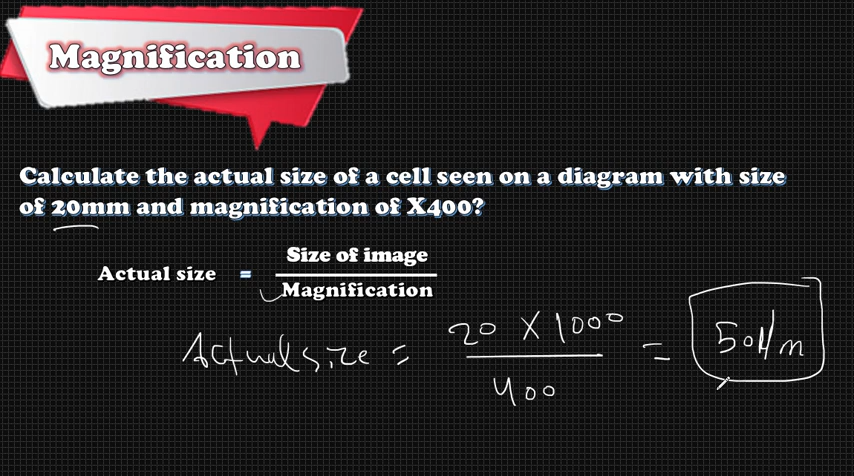 Magnification
Calculate the actual size of a cell seen on a diagram with size
of 20mm and magnification of X400?
Size of image
Actual size =
Magnification
20 X 1000
Actual size = = 50µm
400